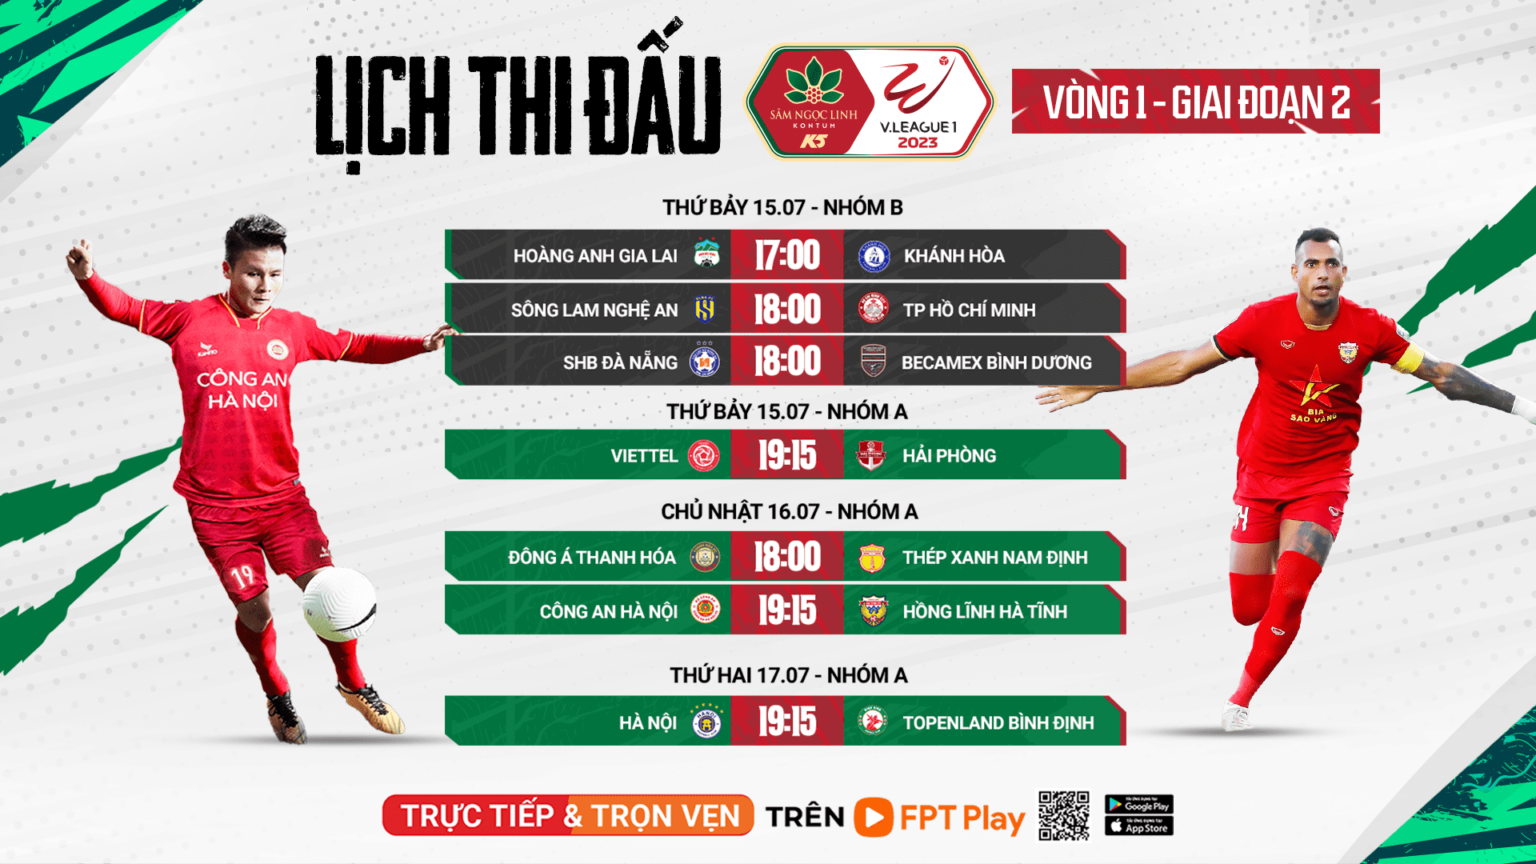 LỊCH THI ĐẤU
SÂM NGỌC LINH
KONTUM
K5
V.LEAGUE 1
2023
VÒNG 1 - GIAI ĐOẠN 2
THỨ BẢY 15.07 - NHÓM B
HOÀNG ANH GIA LAI 17:00 KHÁNH HÒA
SÔNG LAM NGHỆ AN 18:00 TP HỒ CHÍ MINH
SHB ĐÀ NẴNG 18:00 BECAMEX BÌNH DƯƠNG
THỨ BẢY 15.07 - NHÓM A
VIETTEL 19:15 HẢI PHÒNG
CHỦ NHẬT 16.07 - NHÓM A
ĐÔNG Á THANH HÓA 18:00 THÉP XANH NAM ĐỊNH
CÔNG AN HÀ NỘI 19:15 HỒNG LĨNH HÀ TĨNH
THỨ HAI 17.07 - NHÓM A
HÀ NỘI 19:15 TOPENLAND BÌNH ĐỊNH
CÔNG AN
HÀ NỘI
19
BIA
SAO VÀNG
TRỰC TIẾP & TRỌN VẸN TRÊN FPT Play
Google Play
App Store